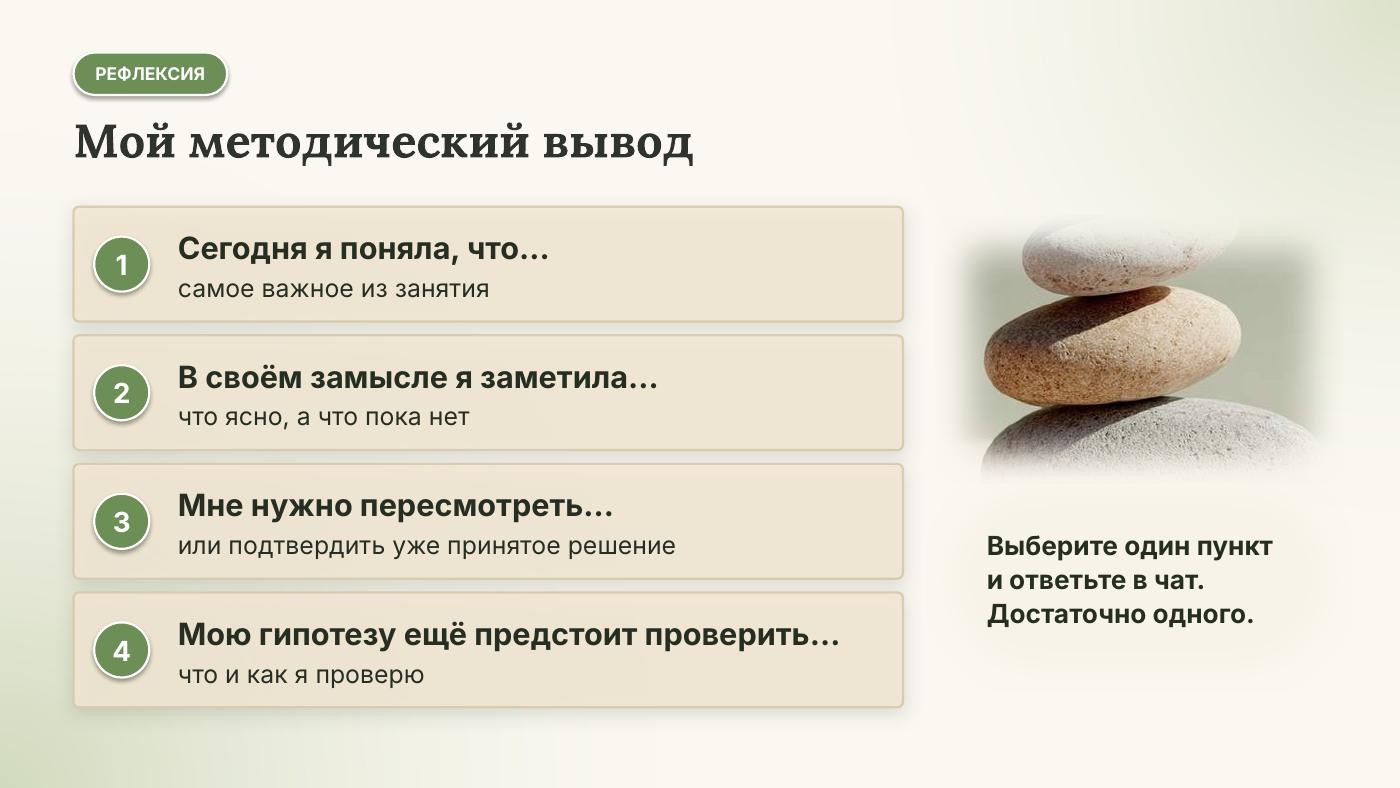 РЕФЛЕКСИЯ
Мой методический вывод
1
Сегодня я поняла, что…
самое важное из занятия
2
В своём замысле я заметила…
что ясно, а что пока нет
3
Мне нужно пересмотреть…
или подтвердить уже принятое решение
4
Мою гипотезу ещё предстоит проверить…
что и как я проверю
Выберите один пункт
и ответьте в чат.
Достаточно одного.